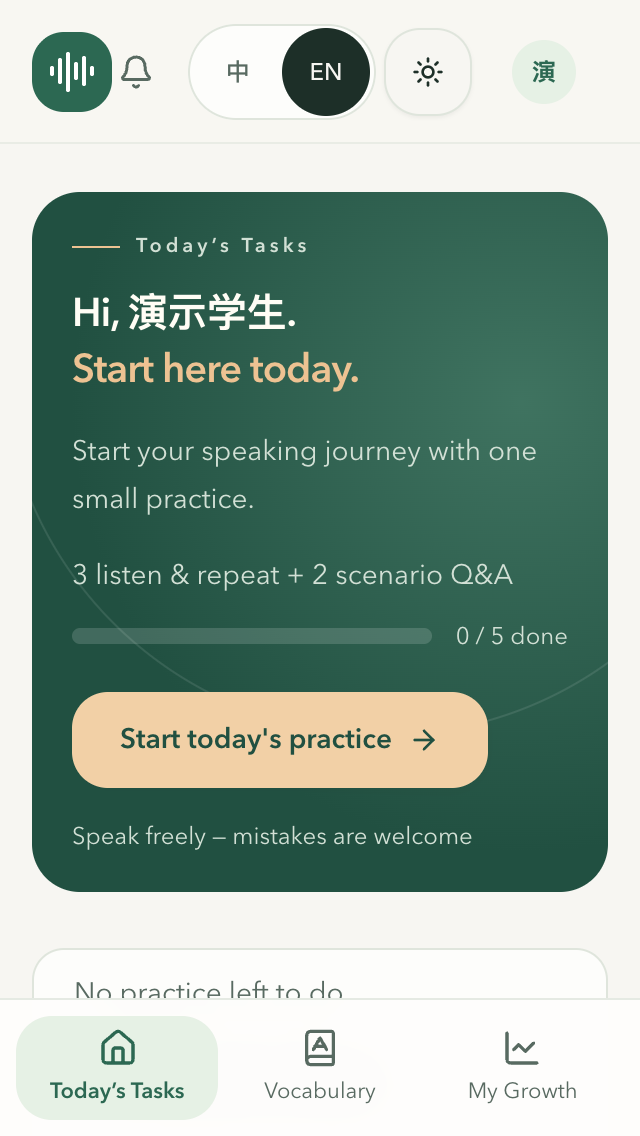 中 EN 演
Today’s Tasks
Hi, 演示学生.
Start here today.
Start your speaking journey with one
small practice.
3 listen & repeat + 2 scenario Q&A
0 / 5 done
Start today's practice →
Speak freely — mistakes are welcome
No practice left to do
Today’s Tasks Vocabulary My Growth